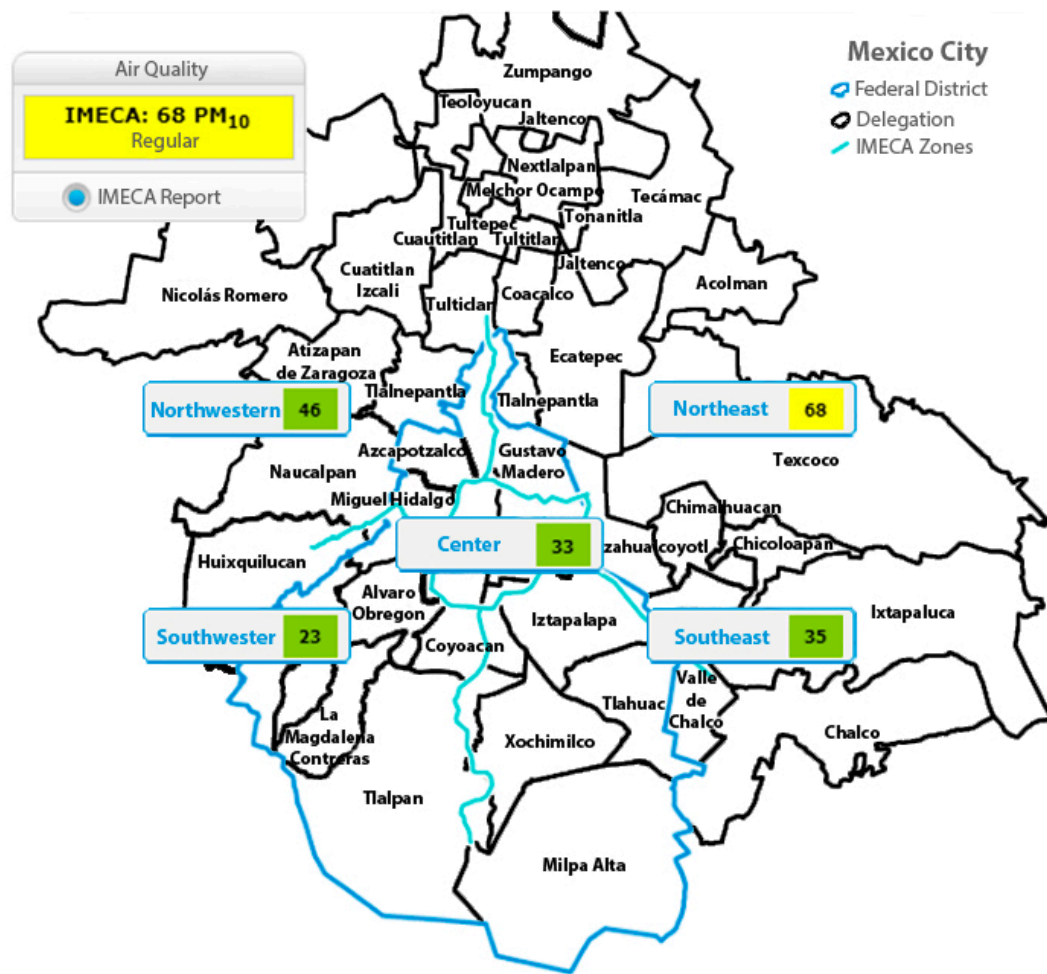 Air Quality
IMECA: 68 PM10
Regular
IMECA Report
Mexico City
Federal District
Delegation
IMECA Zones
Zumpango
Teoloyucan
Jaltenco
Nextlalpan
Melchor Ocampo
Tecámac
Tonanitla
Tultepec
Cuautitlan
Tultitlan
Jaltenco
Cuatitlan
Izcali
Acolman
Nicolás Romero
Coacalco
Tulticlan
Atizapan
de Zaragoza
Ecatepec
Tlalnepantla
Tlalnepantla
Northwestern 46
Northeast 68
Azcapotzalco
Gustavo
Madero
Texcoco
Naucalpan
Miguel Hidalgo
Chimalhuacan
Center 33
zahualcoyotl
Chicoloapan
Huixquilucan
Alvaro
Obregon
Iztapalapa
Ixtapaluca
Southwester 23
Southeast 35
Coyoacan
Valle
de
Chalco
Tlahuac
La
Magdalena
Contreras
Xochimilco
Chalco
Tlalpan
Milpa Alta